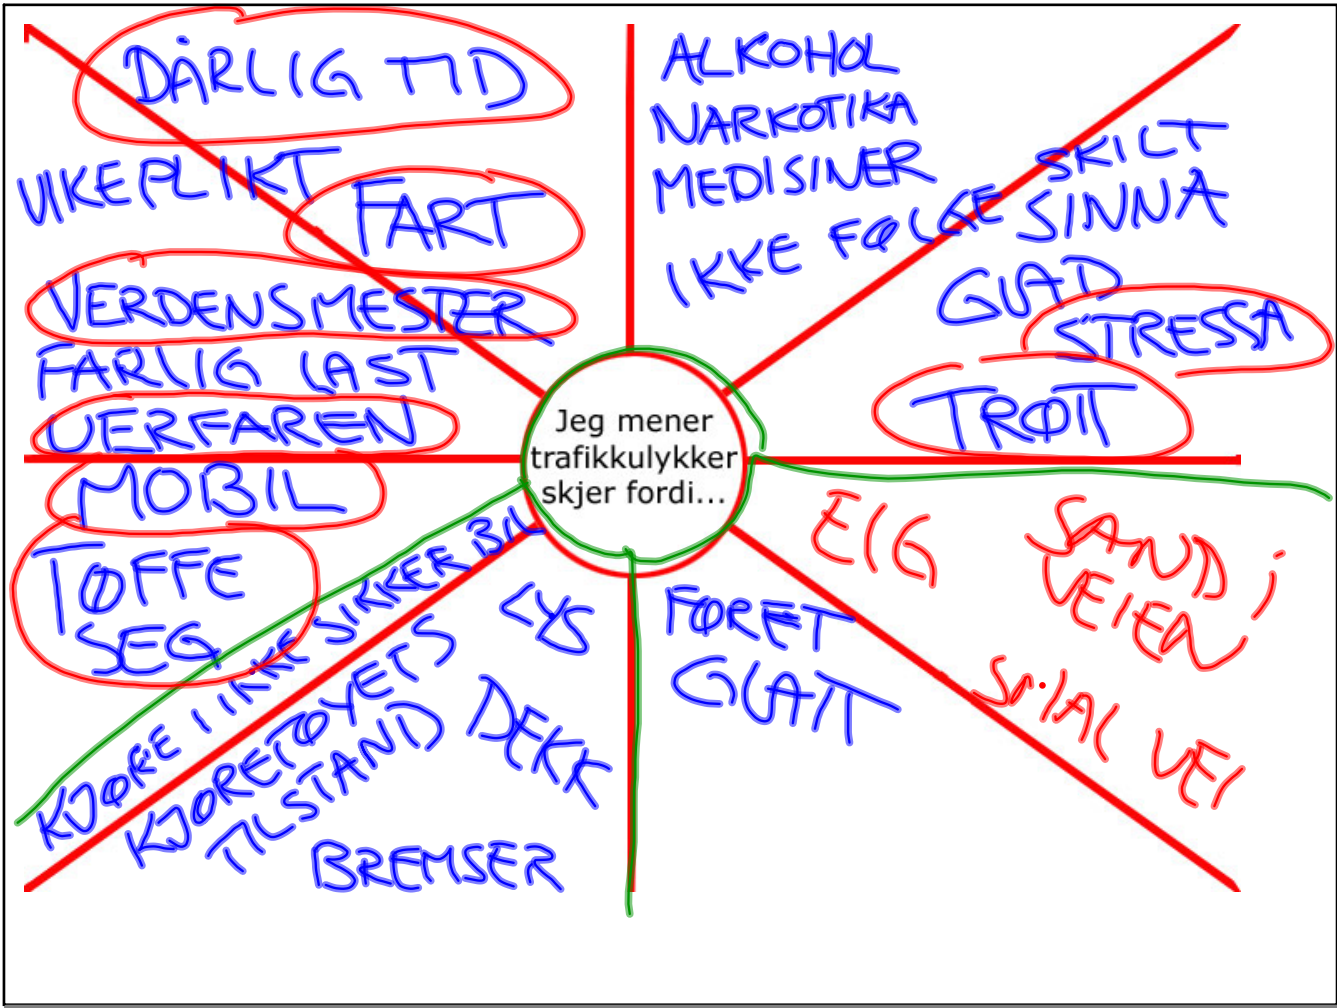 DÅRLIG TID
VIKEPLIKT
FART
VERDENSMESTER
FARLIG LAST
UERFAREN
MOBIL
TØFFE
SEG
ALKOHOL
NARKOTIKA
MEDISINER
IKKE FØLGE SKILT
SINNA
GLAD
STRESSA
TRØTT
Jeg mener
trafikkulykker
skjer fordi...
KJØRE I IKKE SIKKER BIL
KJØRETØYETS
TILSTAND
LYS
DEKK
BREMSER
FØRET
GLATT
ELG
SAND i
VEIEN
SMAL VEI